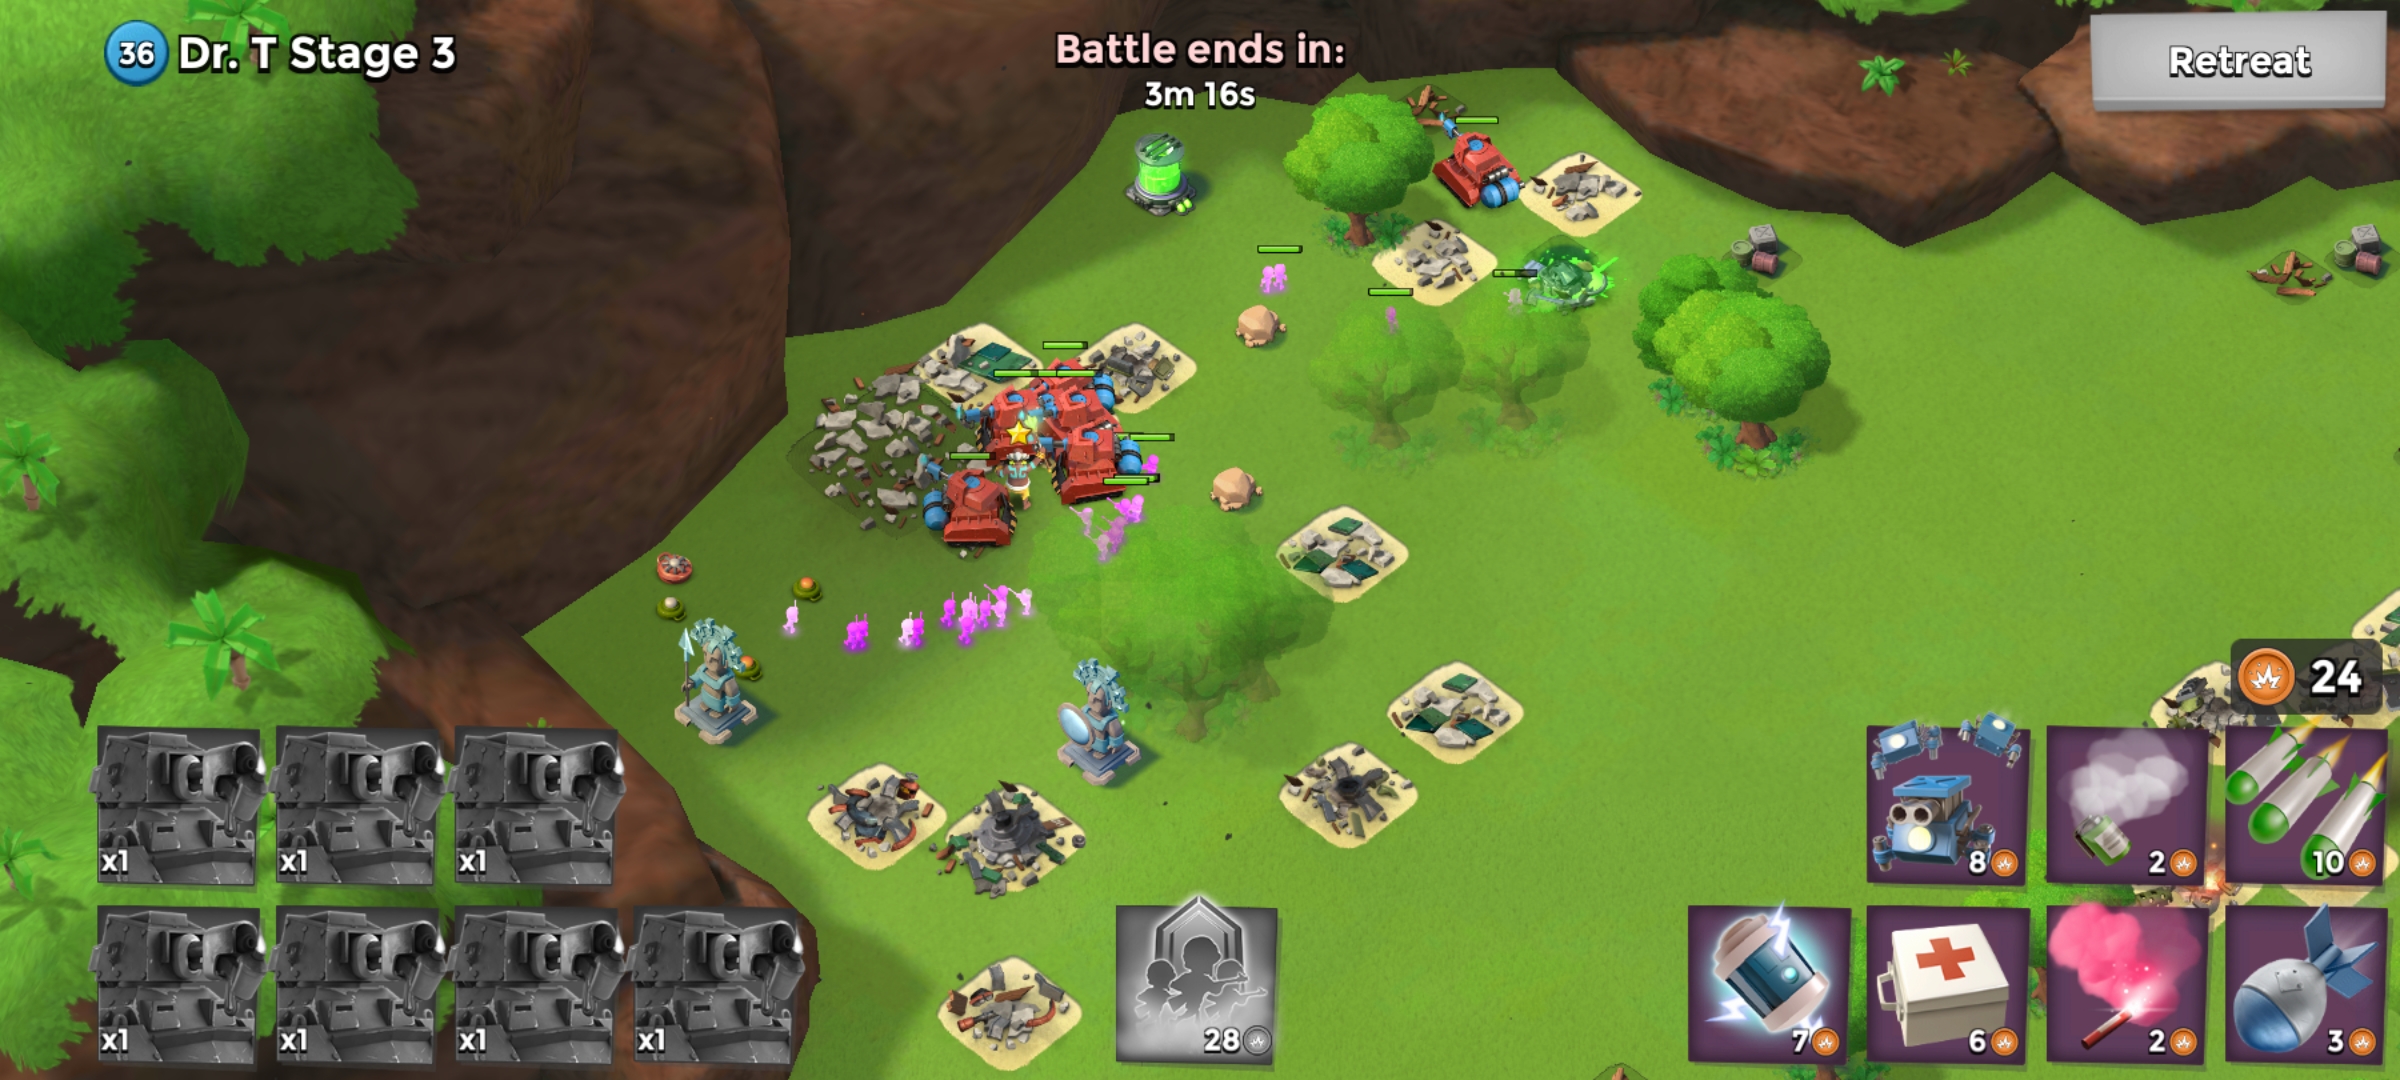 36 Dr. T Stage 3
Battle ends in:
3m 16s
Retreat
24
x1 x1 x1
8 2 10
x1 x1 x1 x1
28
7 6 2 3